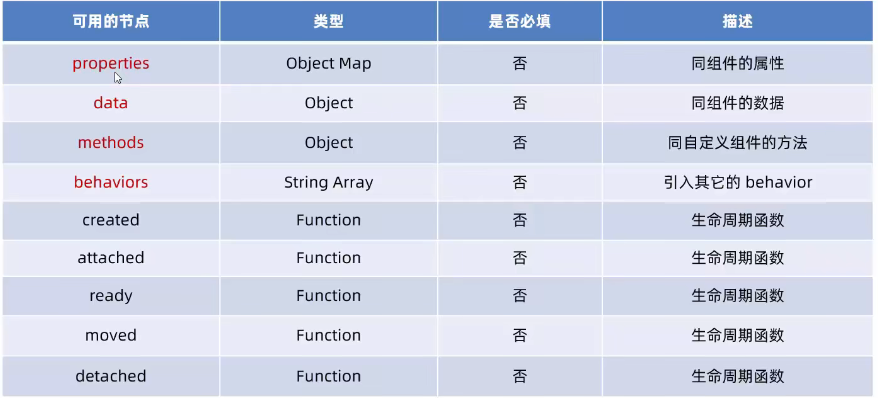 可用的节点 类型 是否必填 描述
properties Object Map 否 同组件的属性
data Object 否 同组件的数据
methods Object 否 同自定义组件的方法
behaviors String Array 否 引入其它的 behavior
created Function 否 生命周期函数
attached Function 否 生命周期函数
ready Function 否 生命周期函数
moved Function 否 生命周期函数
detached Function 否 生命周期函数